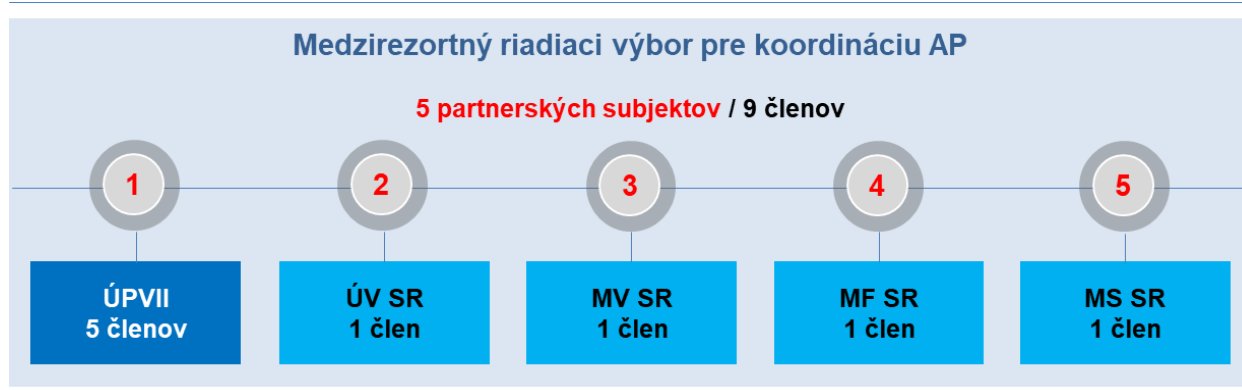 Medzirezortný riadiaci výbor pre koordináciu AP
5 partnerských subjektov / 9 členov
1
2
3
4
5
ÚPVII
5 členov
ÚV SR
1 člen
MV SR
1 člen
MF SR
1 člen
MS SR
1 člen